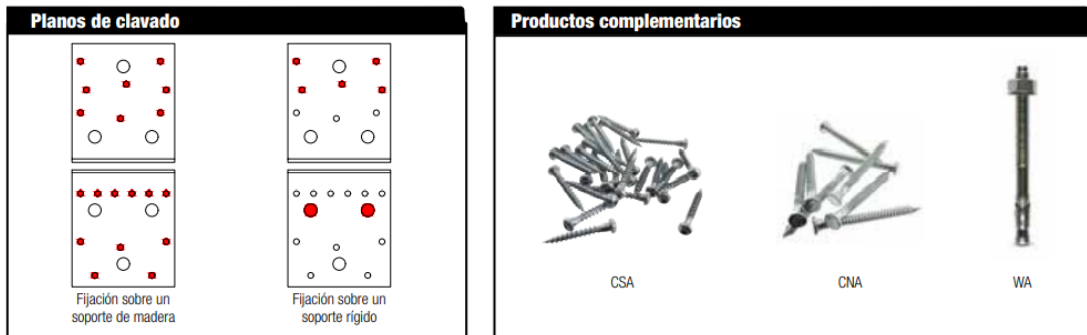 Planos de clavado
Fijación sobre un
soporte de madera
Fijación sobre un
soporte rígido
Productos complementarios
CSA
CNA
WA